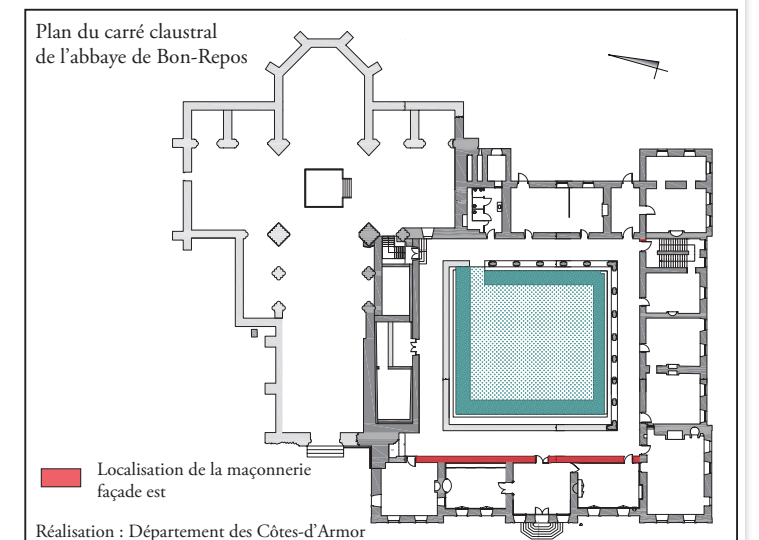 Plan du carré claustral
de l'abbaye de Bon-Repos
Localisation de la maçonnerie
façade est
Réalisation : Département des Côtes-d'Armor